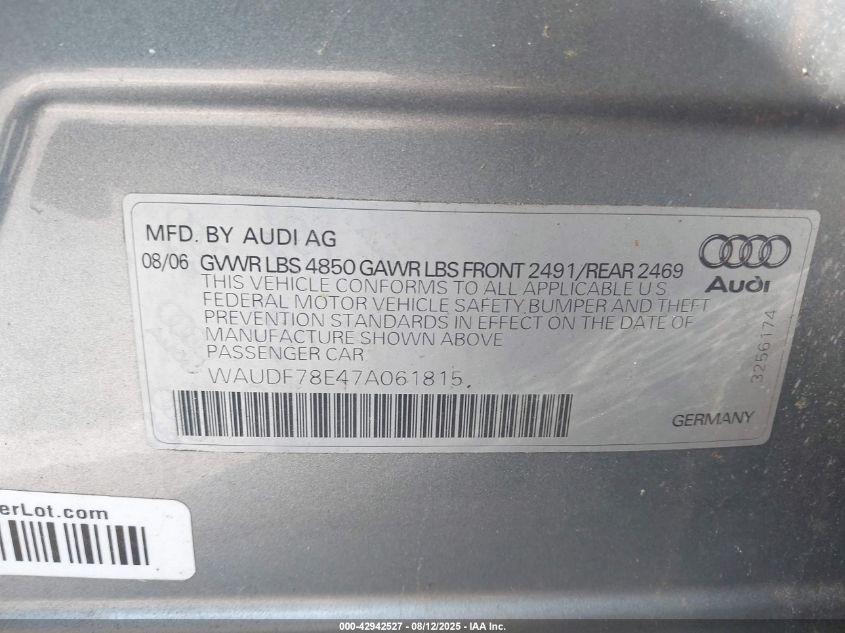 MFD. BY AUDI AG
08/06 GVWR LBS 4850 GAWR LBS FRONT 2491/REAR 2469
THIS VEHICLE CONFORMS TO ALL APPLICABLE U S
FEDERAL MOTOR VEHICLE SAFETY, BUMPER AND THEFT
PREVENTION STANDARDS IN EFFECT ON THE DATE OF
MANUFACTURE SHOWN ABOVE
PASSENGER CAR
WAUDF78E47A061815
Audi
3256174
GERMANY
erLot.com
000-42942527 - 08/12/2025 - IAA Inc.